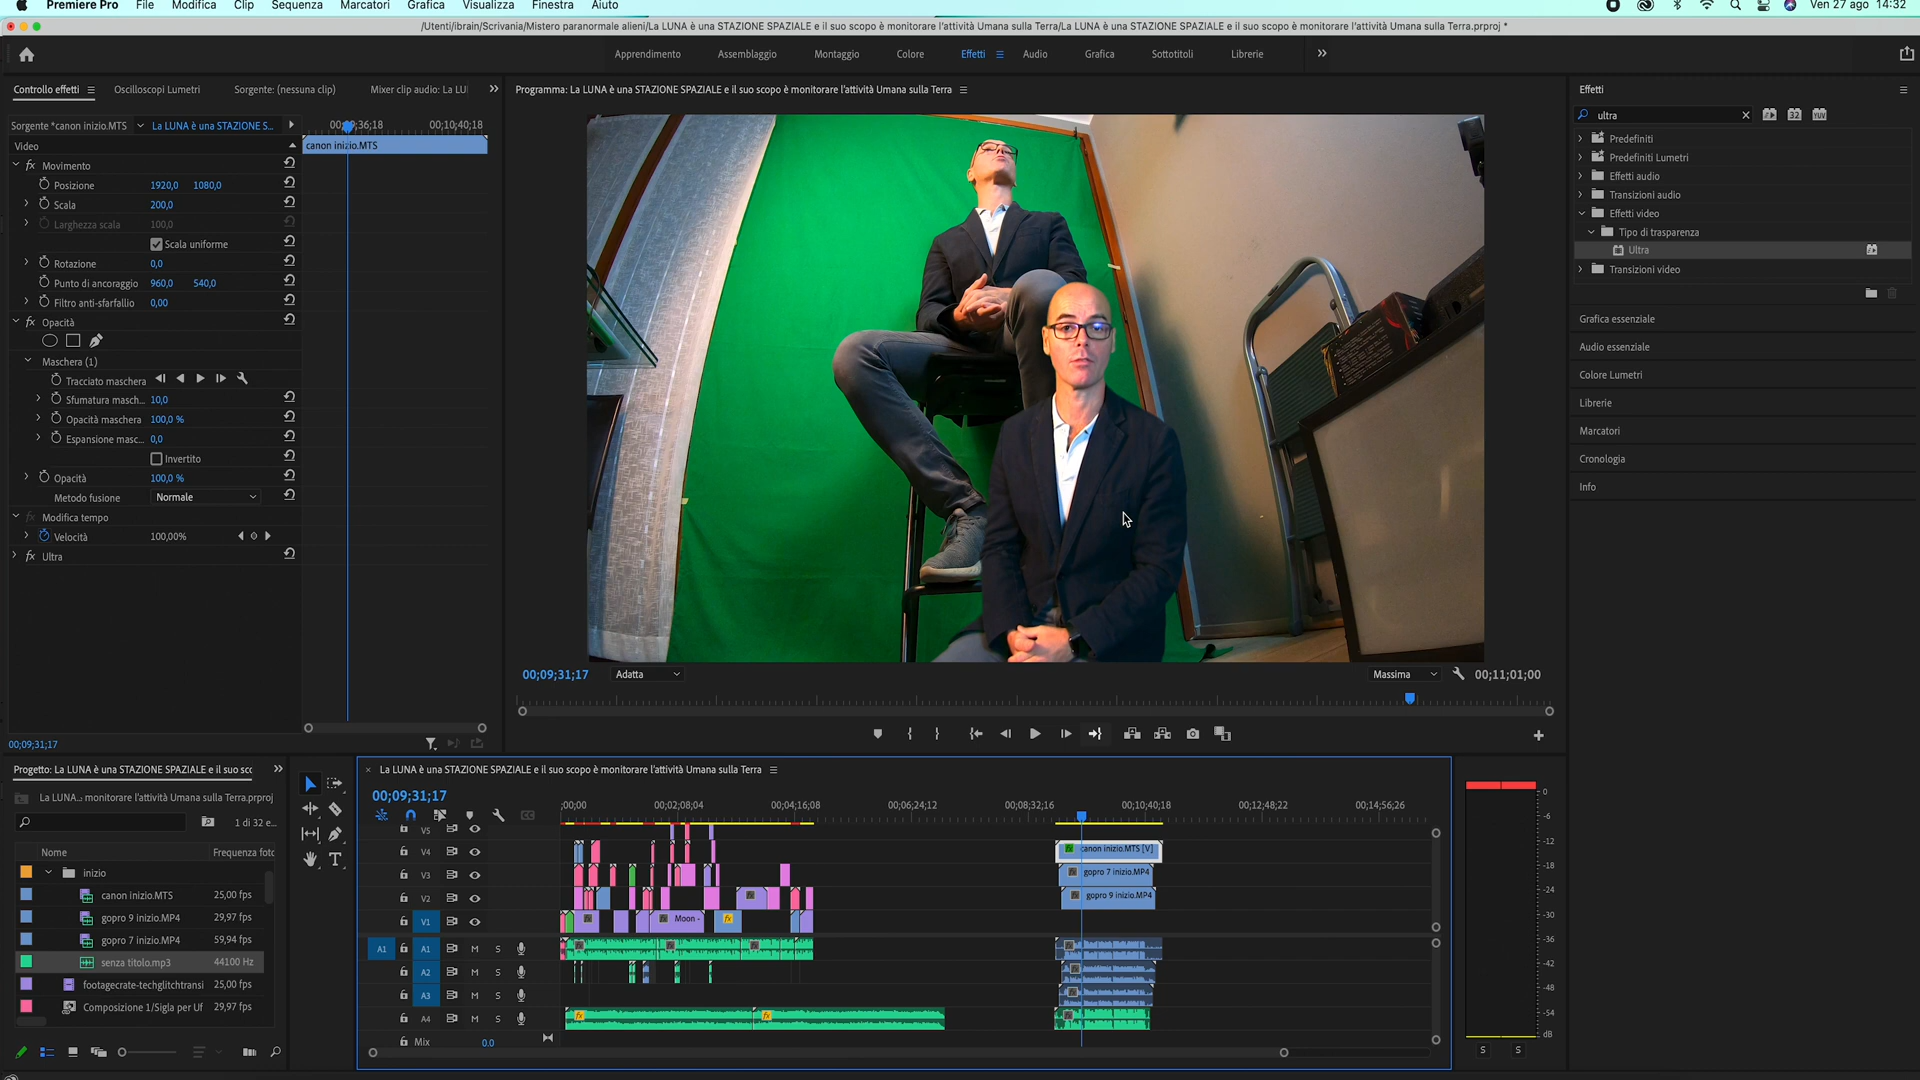 Premiere Pro File Modifica Clip Sequenza Marcatori Grafica Visualizza Finestra Aiuto Ven 27 ago 14:32
/Utenti/ibrain/Scrivania/Mistero paranormale alieni/La LUNA è una STAZIONE SPAZIALE e il suo scopo è monitorare l'attività Umana sulla Terra/La LUNA è una STAZIONE SPAZIALE e il suo scopo è monitorare l'attività Umana sulla Terra.prproj *
Apprendimento Assemblaggio Montaggio Colore Effetti Audio Grafica Sottotitoli Librerie
Controllo effetti Oscilloscopi Lumetri Sorgente: (nessuna clip) Mixer clip audio: La LU
Programma: La LUNA è una STAZIONE SPAZIALE e il suo scopo è monitorare l'attività Umana sulla Terra
Effetti
Sorgente *canon inizio.MTS La LUNA è una STAZIONE S... 36;18 00;10;40;18
ultra
32 YUV
Video
canon inizio.MTS
Predefiniti
Predefiniti Lumetri
Effetti audio
Transizioni audio
Effetti video
Tipo di trasparenza
Ultra
Transizioni video
fx Movimento
Posizione 1920,0 1080,0
Scala 200,0
Larghezza scala 100,0
Scala uniforme
Rotazione 0,0
Punto di ancoraggio 960,0 540,0
Filtro anti-sfarfallio 0,00
fx Opacità
Maschera (1)
Tracciato maschera
Sfumatura masch... 10,0
Opacità maschera 100,0 %
Espansione masc... 0,0
Invertito
Opacità 100,0 %
Metodo fusione Normale
fx Modifica tempo
Velocità 100,00%
fx Ultra
Grafica essenziale
Audio essenziale
Colore Lumetri
Librerie
Marcatori
Cronologia
Info
00;09;31;17 Adatta Massima 00;11;01;00
00;09;31;17
Progetto: La LUNA è una STAZIONE SPAZIALE e il suo sco
La LUNA...: monitorare l'attività Umana sulla Terra.prproj
1 di 32 e...
Nome Frequenza foto
inizio
canon inizio.MTS 25,00 fps
gopro 9 inizio.MP4 29,97 fps
gopro 7 inizio.MP4 59,94 fps
senza titolo.mp3 44100 Hz
footagecrate-techglitchtransi 25,00 fps
Composizione 1/Sigla per Uf 29,97 fps
× La LUNA è una STAZIONE SPAZIALE e il suo scopo è monitorare l'attività Umana sulla Terra
00;09;31;17
;00;00 00;02;08;04 00;04;16;08 00;06;24;12 00;08;32;16 00;10;40;18 00;12;48;22 00;14;56;26
V5
V4 canon inizio.MTS [V]
V3 gopro 7 inizio.MP4
V2 gopro 9 inizio.MP4
V1 Moon - fx
A1 A1 M S
A2 M S
A3 M S
A4 M S fx fx
Mix 0.0
0
-6
-12
-18
-24
-30
-36
-42
-48
-54
dB
S S